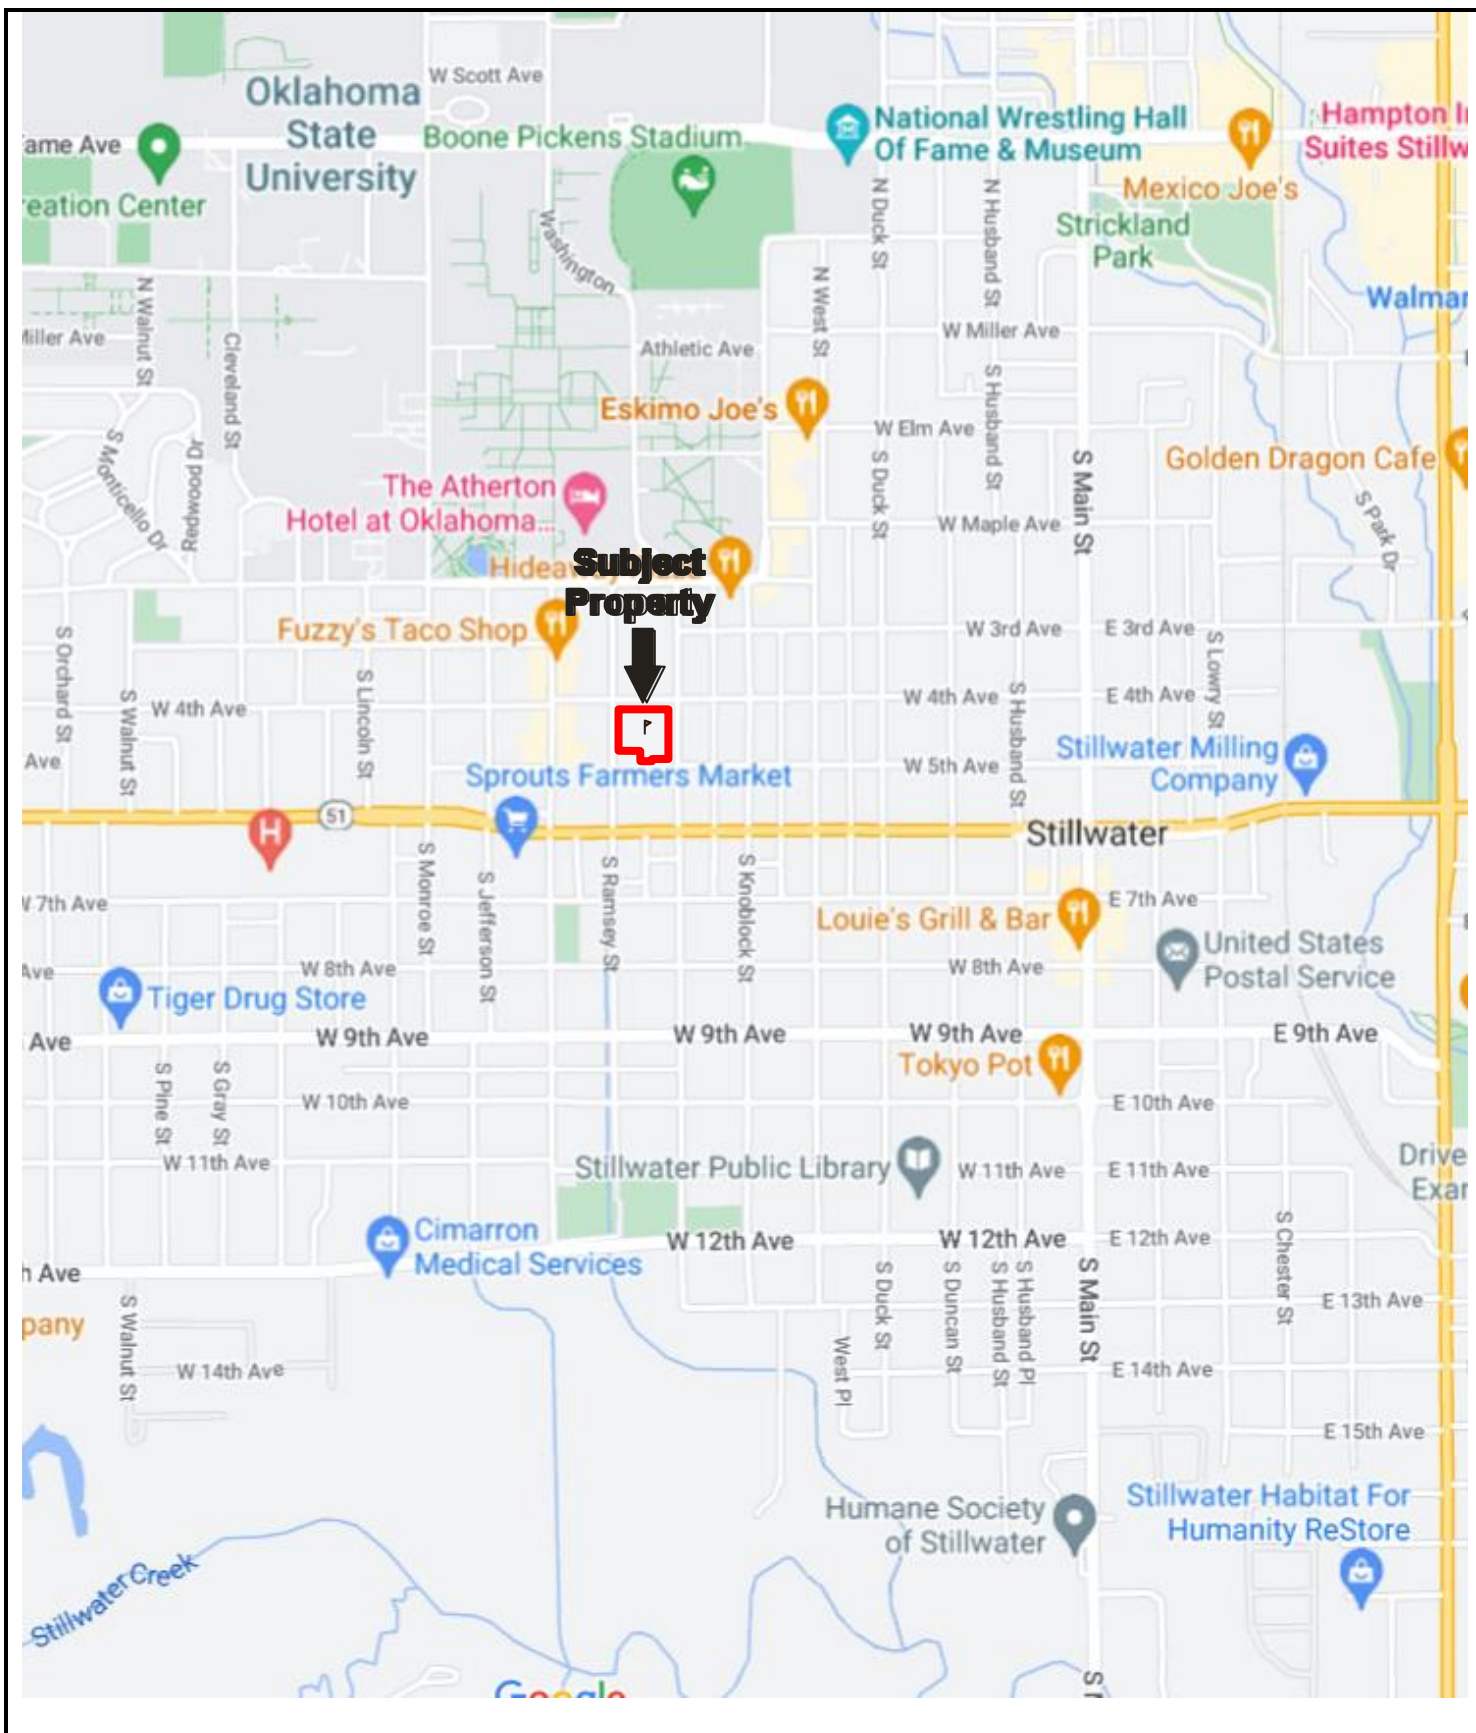 W Scott Ave
Oklahoma
State
University
Boone Pickens Stadium
National Wrestling Hall
Of Fame & Museum
Hampton I
Suites Stillw
ame Ave
reation Center
Mexico Joe's
Strickland
Park
N Duck St
N Husband St
Washington
N Walnut St
N West St
Walmar
Miller Ave
Cleveland St
Athletic Ave
W Miller Ave
S Husband St
Eskimo Joe's
W Elm Ave
S Monticello Dr
Redwood Dr
S Duck St
S Main St
Golden Dragon Cafe
The Atherton
Hotel at Oklahoma...
W Maple Ave
S Park Dr
Subject
Property
Fuzzy's Taco Shop
W 3rd Ave
E 3rd Ave
S Orchard St
S Walnut St
W 4th Ave
S Lincoln St
W 4th Ave
S Husband St
E 4th Ave
S Lowry St
Ave
Sprouts Farmers Market
W 5th Ave
Stillwater Milling
Company
51
H
Stillwater
S Monroe St
S Jefferson St
S Ramsey St
S Knoblock St
W 7th Ave
E 7th Ave
Louie's Grill & Bar
United States
Postal Service
Ave
W 8th Ave
W 8th Ave
Tiger Drug Store
Ave
W 9th Ave
W 9th Ave
W 9th Ave
E 9th Ave
Tokyo Pot
S Pine St
S Gray St
W 10th Ave
E 10th Ave
W 11th Ave
Stillwater Public Library
W 11th Ave
E 11th Ave
Drive
Exar
Cimarron
Medical Services
W 12th Ave
W 12th Ave
E 12th Ave
S Chester St
h Ave
S Walnut St
S Duck St
S Duncan St
S Husband St
S Husband Pl
S Main St
E 13th Ave
pany
W 14th Ave
West Pl
E 14th Ave
E 15th Ave
Humane Society
of Stillwater
Stillwater Habitat For
Humanity ReStore
Stillwater Creek
Google